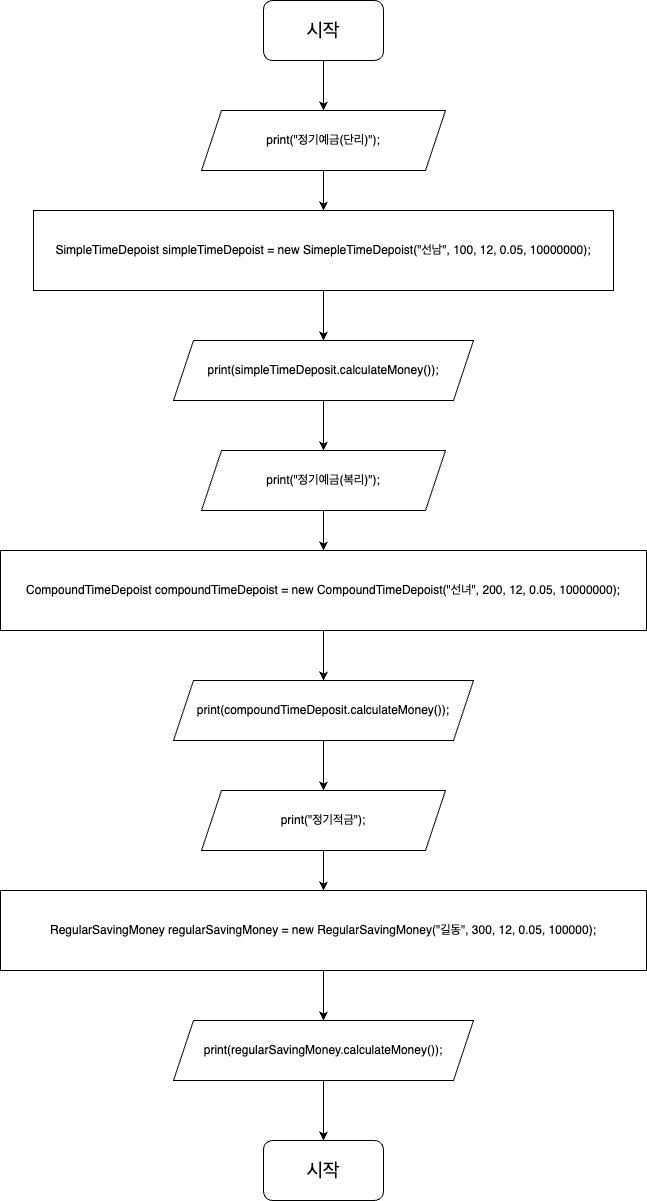 시작
print("정기예금(단리)");
SimpleTimeDepoist simpleTimeDepoist = new SimepleTimeDepoist("선남", 100, 12, 0.05, 10000000);
print(simpleTimeDeposit.calculateMoney());
print("정기예금(복리)");
CompoundTimeDepoist compoundTimeDepoist = new CompoundTimeDepoist("선녀", 200, 12, 0.05, 10000000);
print(compoundTimeDeposit.calculateMoney());
print("정기적금");
RegularSavingMoney regularSavingMoney = new RegularSavingMoney("길동", 300, 12, 0.05, 100000);
print(regularSavingMoney.calculateMoney());
시작